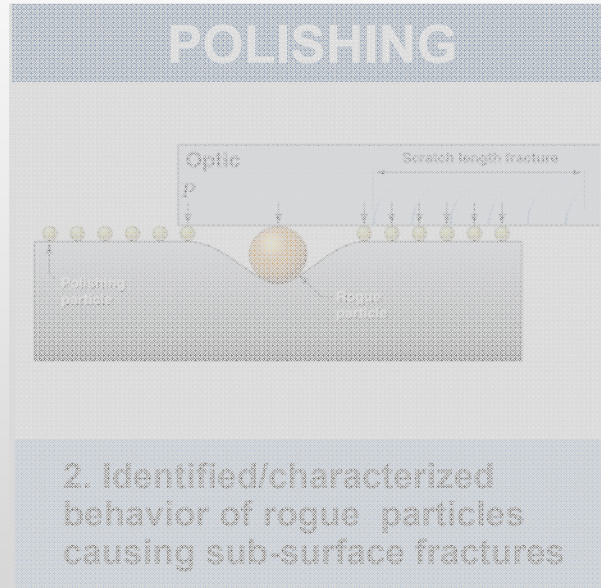 POLISHING
Optic
Scratch length fracture
P
Polishing
particle
Rogue
particle
2. Identified/characterized
behavior of rogue particles
causing sub-surface fractures